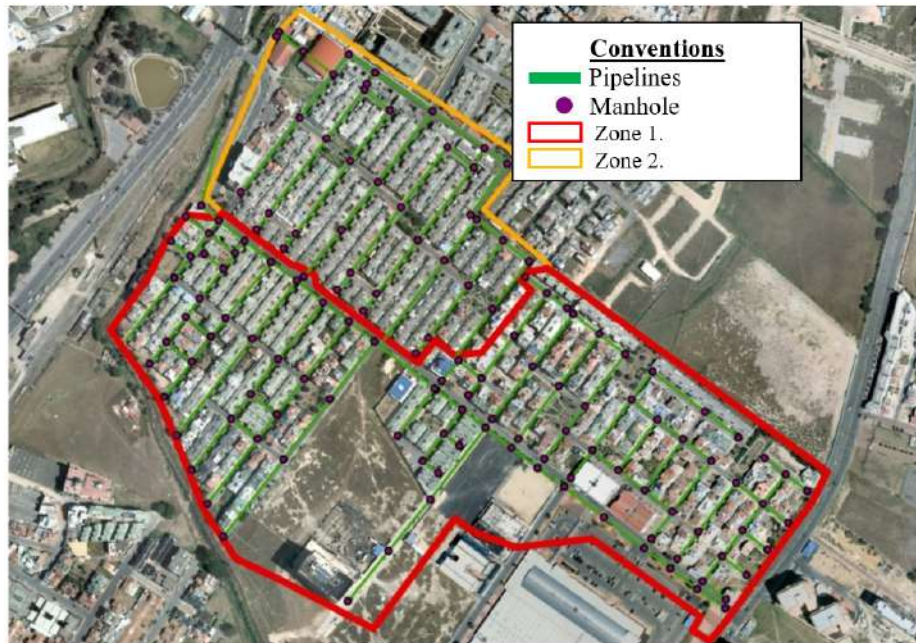 Conventions
Pipelines
Manhole
Zone 1.
Zone 2.